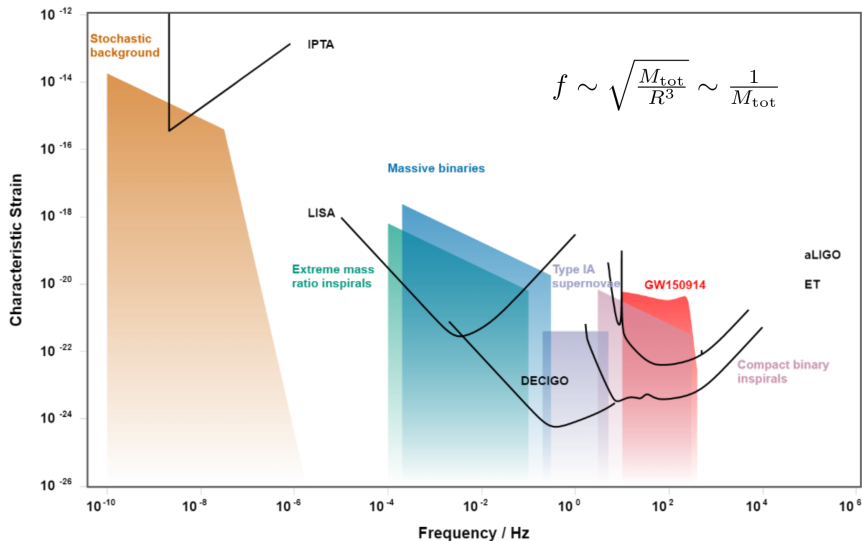 10 -12
Stochastic
background
IPTA
f ∼ √(M_tot / R^3) ∼ 1 / M_tot
10 -14
10 -16
Massive binaries
10 -18
LISA
aLIGO
Extreme mass
ratio inspirals
Type IA
supernovae
GW150914
ET
10 -20
10 -22
Compact binary
inspirals
DECIGO
10 -24
10 -26
10 -10
10 -8
10 -6
10 -4
10 -2
10 0
10 2
10 4
10 6
Characteristic Strain
Frequency / Hz